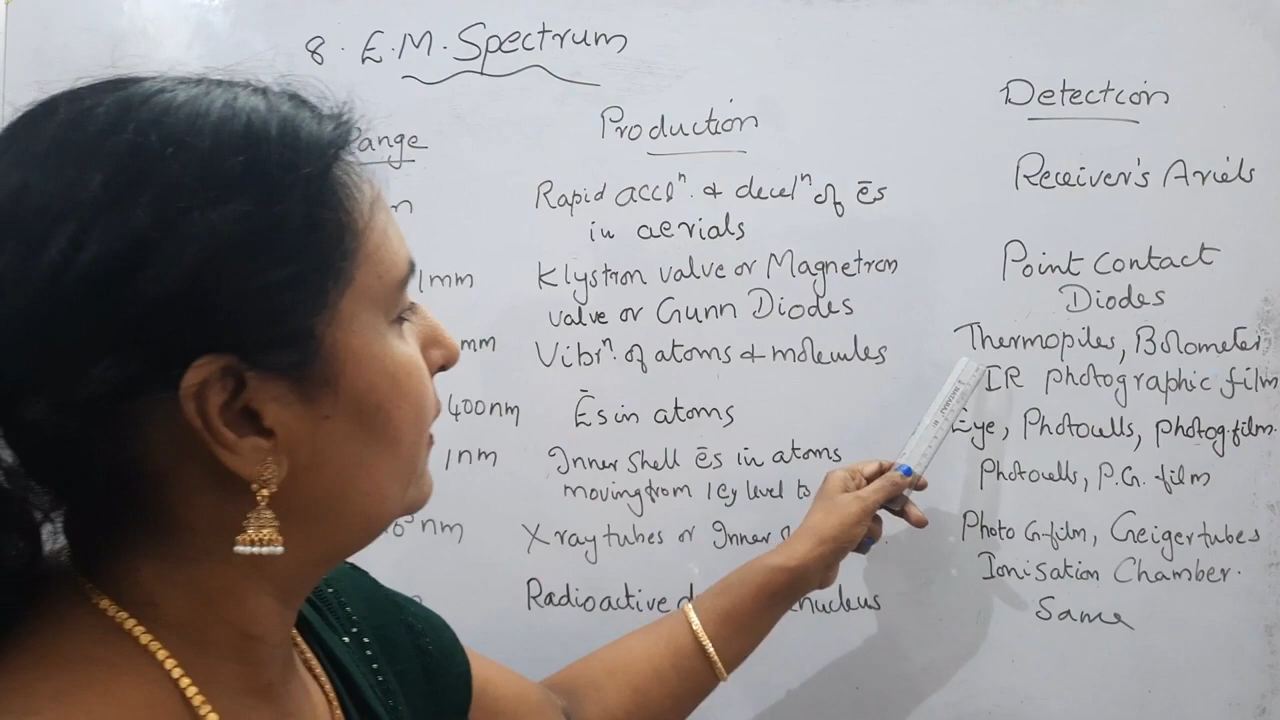 8. E.M. Spectrum
Range
Production
Detection
Rapid accl^n. & decel^n of ēs
in aerials
Receiver's Ariels
1mm
Klystron valve or Magnetron
valve or Gunn Diodes
Point Contact
Diodes
mm
Vibr^n. of atoms & molecules
Thermopiles, Bolometer
IR photographic film
400nm
Ēs in atoms
Eye, Photocells, photog.film.
1nm
Inner shell ēs in atoms
moving from 1 ey level to
Photocells, P.G. film
nm
X ray tubes or Inner
Photo G-film, Geiger tubes
Ionisation Chamber.
Radioactive nucleus
Same